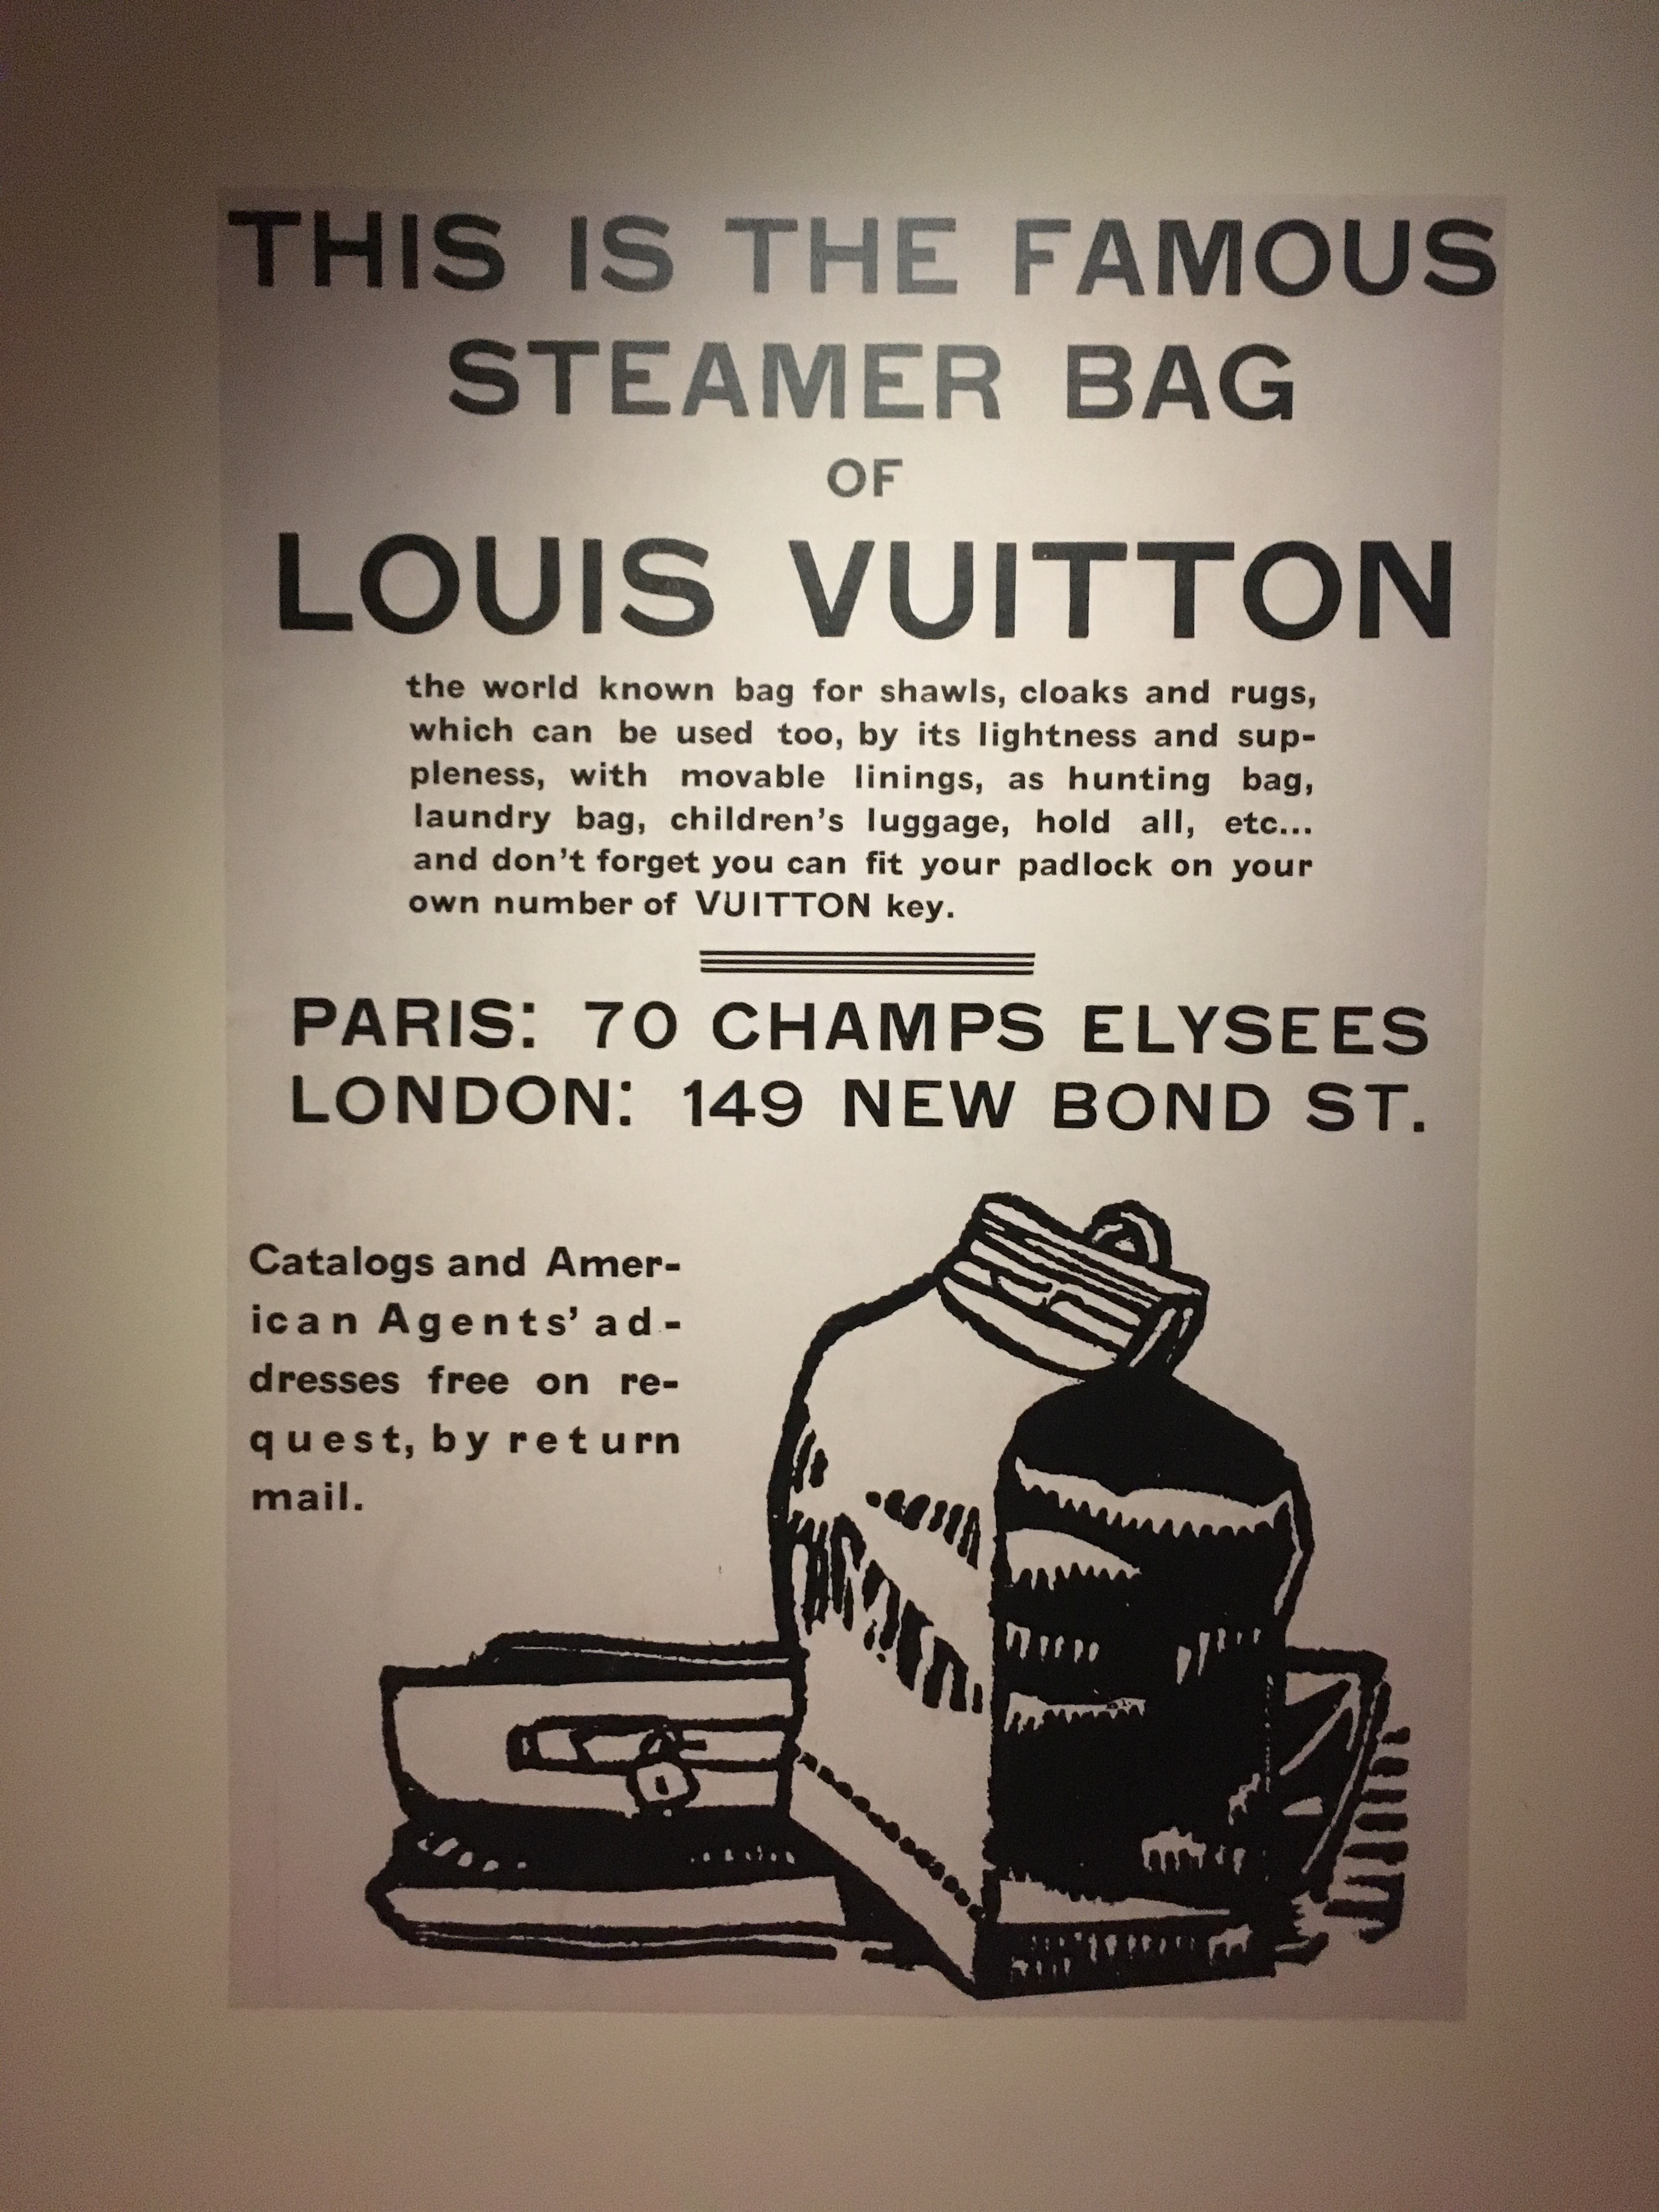 THIS IS THE FAMOUS
STEAMER BAG
OF
LOUIS VUITTON
the world known bag for shawls, cloaks and rugs,
which can be used too, by its lightness and sup-
pleness, with movable linings, as hunting bag,
laundry bag, children's luggage, hold all, etc...
and don't forget you can fit your padlock on your
own number of VUITTON key.
PARIS: 70 CHAMPS ELYSEES
LONDON: 149 NEW BOND ST.
Catalogs and Amer-
ican Agents' ad-
dresses free on re-
quest, by return
mail.